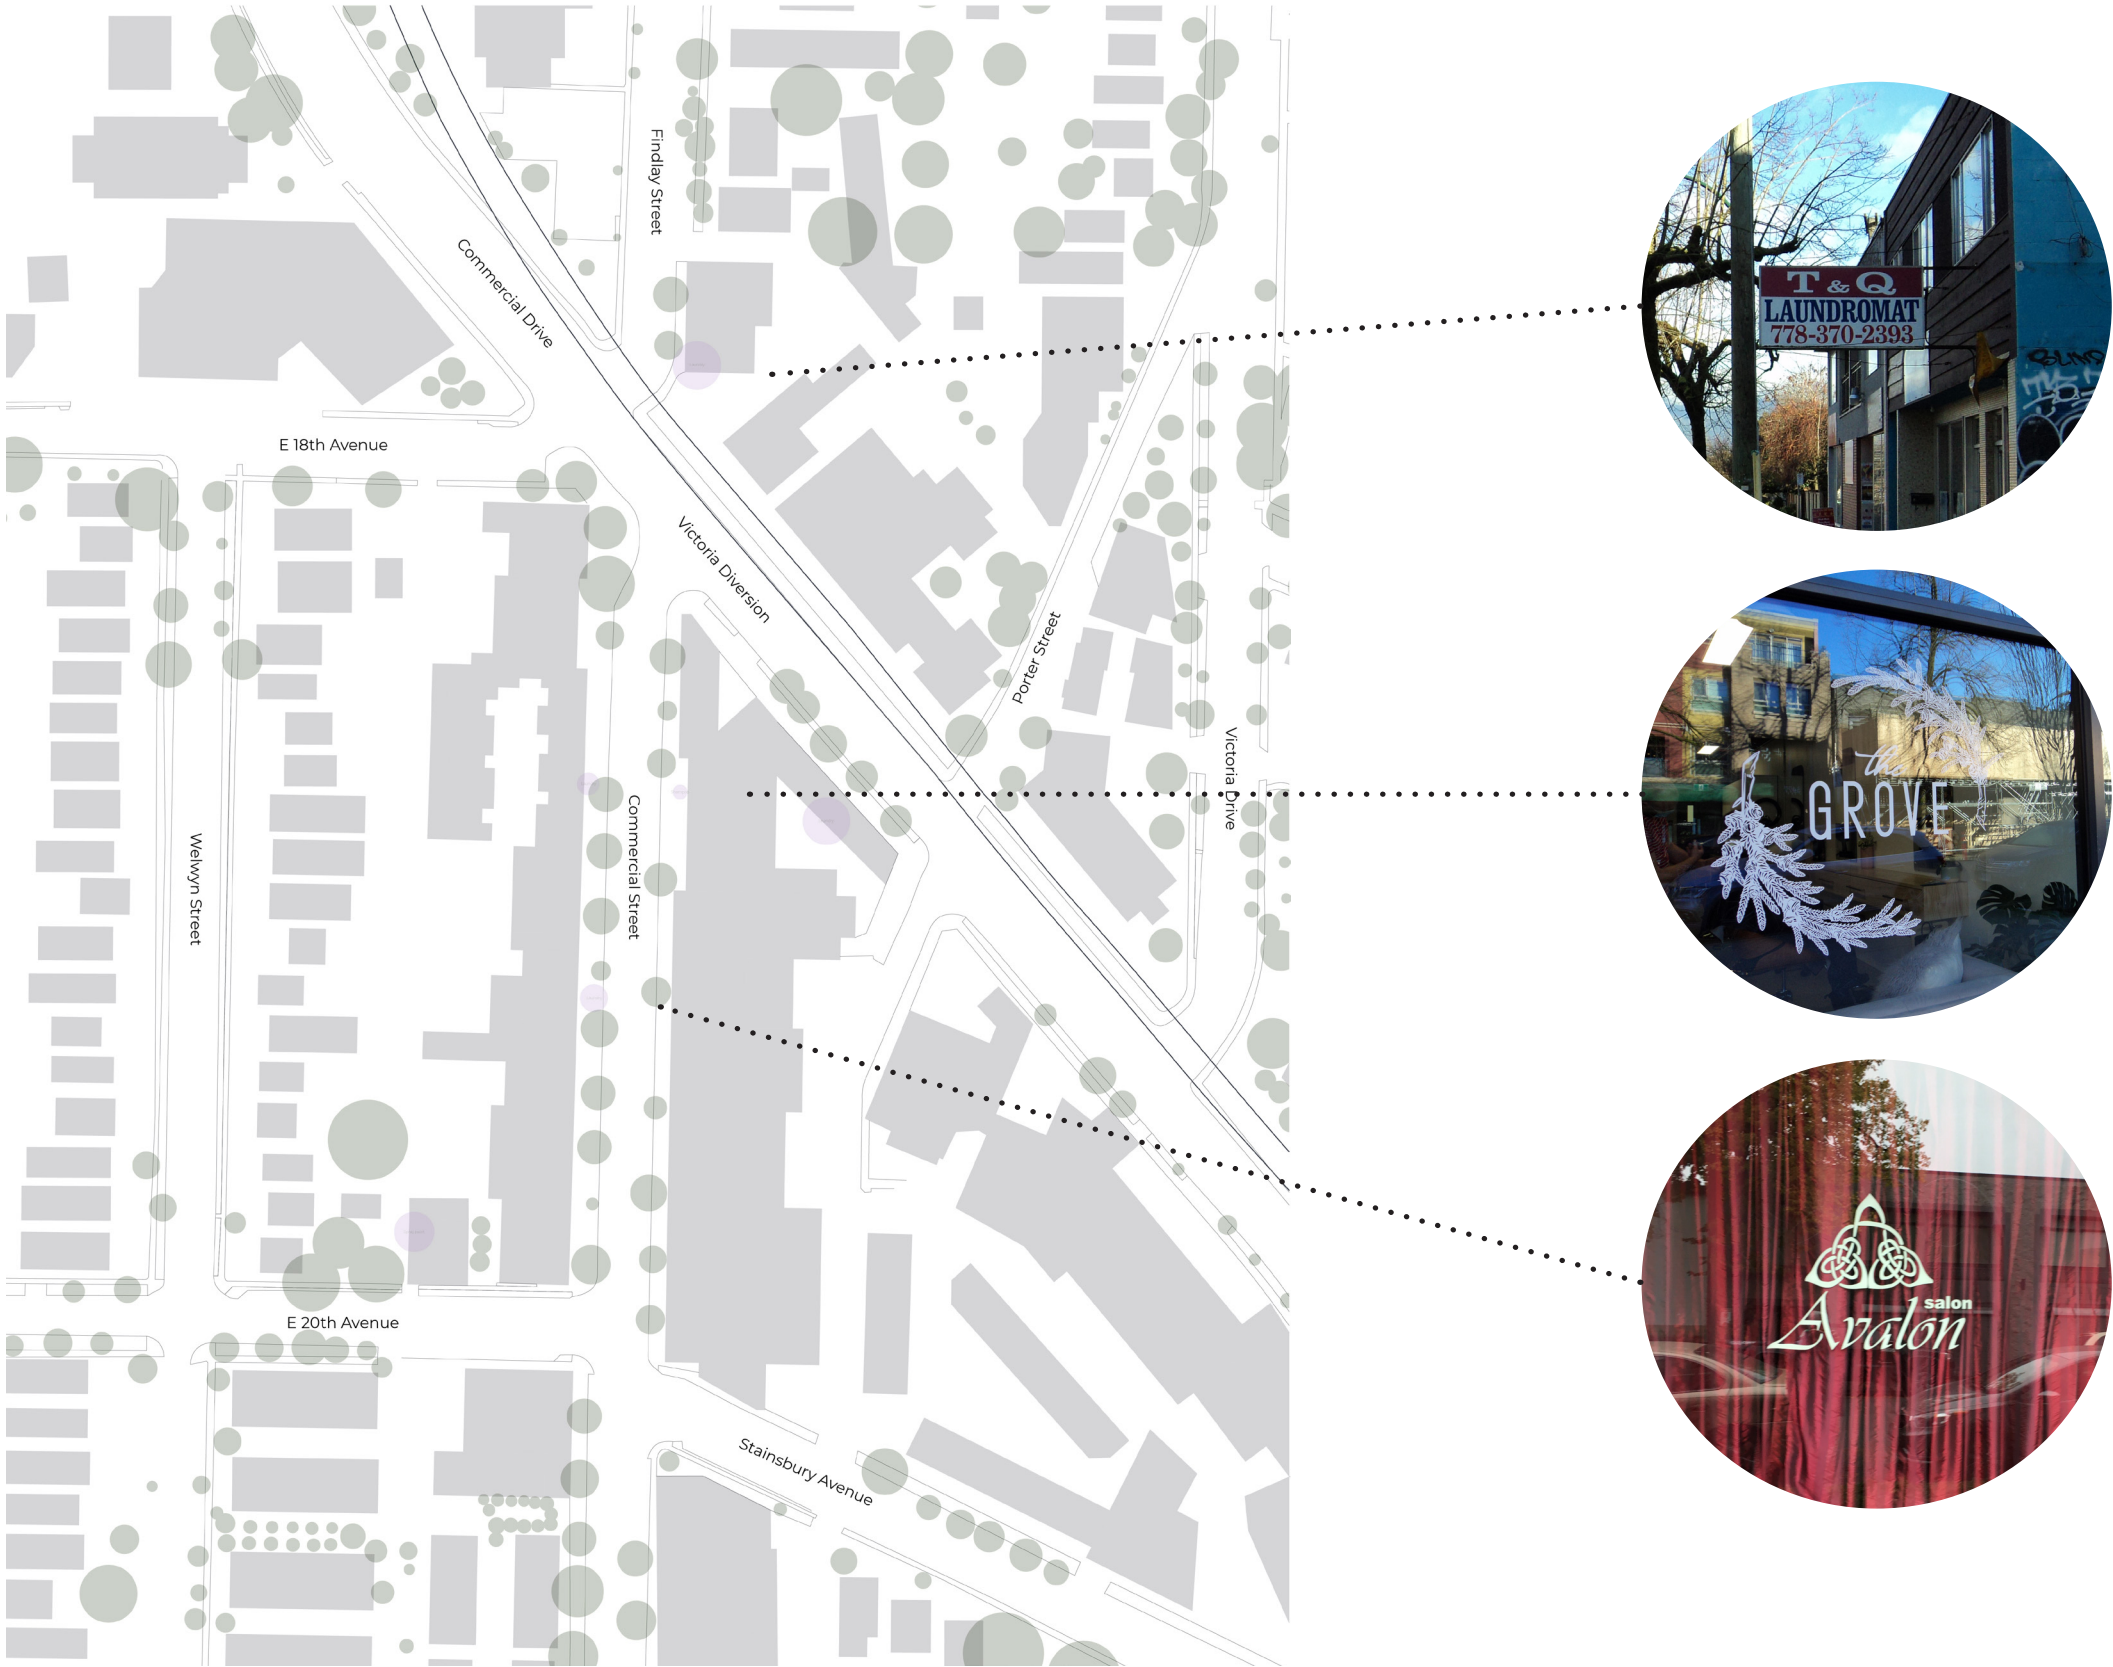 Findlay Street
Commercial Drive
E 18th Avenue
Victoria Diversion
Porter Street
Victoria Drive
Welwyn Street
Commercial Street
E 20th Avenue
Stainsbury Avenue
T & Q
LAUNDROMAT
778-370-2393
the
GROVE
Avalon
salon